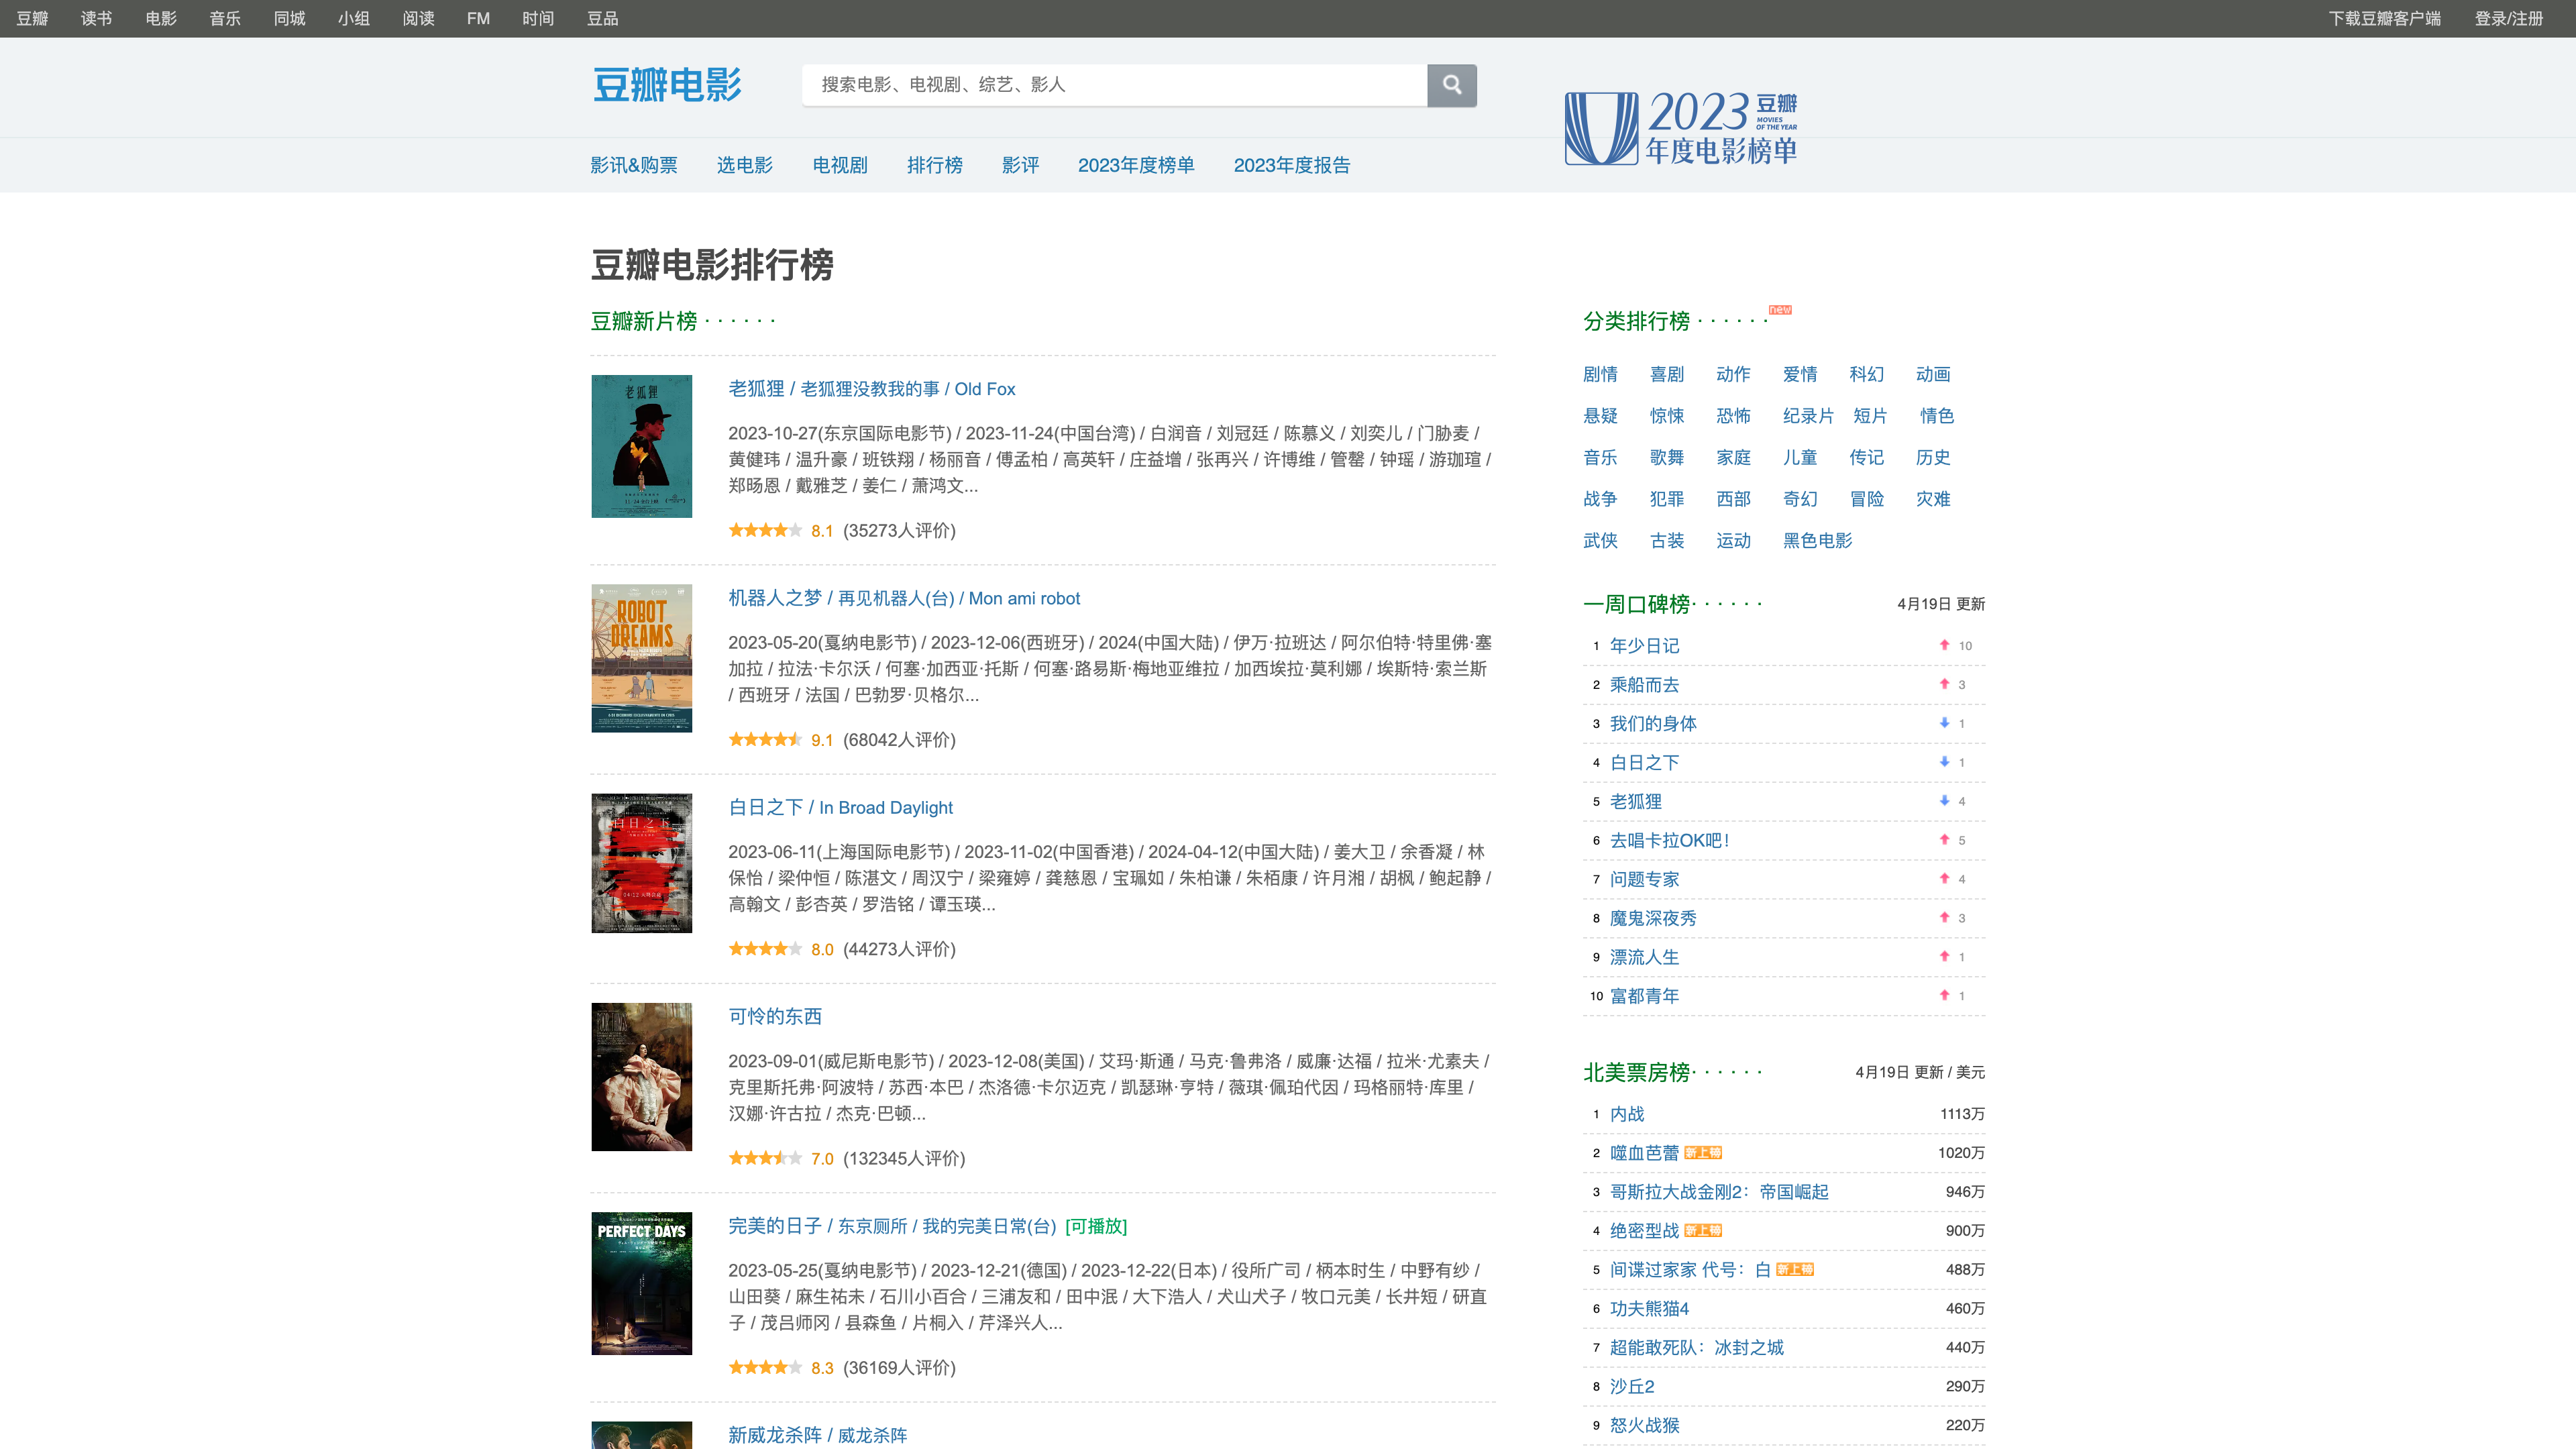 豆瓣 读书 电影 音乐 同城 小组 阅读 FM 时间 豆品 下载豆瓣客户端 登录/注册
豆瓣电影
搜索电影、电视剧、综艺、影人
2023 豆瓣
MOVIES
OF THE YEAR
年度电影榜单
影讯&购票 选电影 电视剧 排行榜 影评 2023年度榜单 2023年度报告
豆瓣电影排行榜
豆瓣新片榜 · · · · · ·
老狐狸
老狐狸 / 老狐狸没教我的事 / Old Fox
2023-10-27(东京国际电影节) / 2023-11-24(中国台湾) / 白润音 / 刘冠廷 / 陈慕义 / 刘奕儿 / 门胁麦 /
黄健玮 / 温升豪 / 班铁翔 / 杨丽音 / 傅孟柏 / 高英轩 / 庄益增 / 张再兴 / 许博维 / 管罄 / 钟瑶 / 游珈瑄 /
郑旸恩 / 戴雅芝 / 姜仁 / 萧鸿文...
8.1 (35273人评价)
ROBOT
DREAMS
机器人之梦 / 再见机器人(台) / Mon ami robot
2023-05-20(戛纳电影节) / 2023-12-06(西班牙) / 2024(中国大陆) / 伊万·拉班达 / 阿尔伯特·特里佛·塞
加拉 / 拉法·卡尔沃 / 何塞·加西亚·托斯 / 何塞·路易斯·梅地亚维拉 / 加西埃拉·莫利娜 / 埃斯特·索兰斯
/ 西班牙 / 法国 / 巴勃罗·贝格尔...
9.1 (68042人评价)
白日之下
白日之下 / In Broad Daylight
2023-06-11(上海国际电影节) / 2023-11-02(中国香港) / 2024-04-12(中国大陆) / 姜大卫 / 余香凝 / 林
保怡 / 梁仲恒 / 陈湛文 / 周汉宁 / 梁雍婷 / 龚慈恩 / 宝珮如 / 朱柏谦 / 朱栢康 / 许月湘 / 胡枫 / 鲍起静 /
高翰文 / 彭杏英 / 罗浩铭 / 谭玉瑛...
8.0 (44273人评价)
可怜的东西
2023-09-01(威尼斯电影节) / 2023-12-08(美国) / 艾玛·斯通 / 马克·鲁弗洛 / 威廉·达福 / 拉米·尤素夫 /
克里斯托弗·阿波特 / 苏西·本巴 / 杰洛德·卡尔迈克 / 凯瑟琳·亨特 / 薇琪·佩珀代因 / 玛格丽特·库里 /
汉娜·许古拉 / 杰克·巴顿...
7.0 (132345人评价)
PERFECT DAYS
完美的日子 / 东京厕所 / 我的完美日常(台) [可播放]
2023-05-25(戛纳电影节) / 2023-12-21(德国) / 2023-12-22(日本) / 役所广司 / 柄本时生 / 中野有纱 /
山田葵 / 麻生祐未 / 石川小百合 / 三浦友和 / 田中泯 / 大下浩人 / 犬山犬子 / 牧口元美 / 长井短 / 研直
子 / 茂吕师冈 / 县森鱼 / 片桐入 / 芹泽兴人...
8.3 (36169人评价)
新威龙杀阵 / 威龙杀阵
分类排行榜 · · · · · · new
剧情 喜剧 动作 爱情 科幻 动画
悬疑 惊悚 恐怖 纪录片 短片 情色
音乐 歌舞 家庭 儿童 传记 历史
战争 犯罪 西部 奇幻 冒险 灾难
武侠 古装 运动 黑色电影
一周口碑榜· · · · · · 4月19日 更新
1 年少日记 10
2 乘船而去 3
3 我们的身体 1
4 白日之下 1
5 老狐狸 4
6 去唱卡拉OK吧！ 5
7 问题专家 4
8 魔鬼深夜秀 3
9 漂流人生 1
10 富都青年 1
北美票房榜· · · · · · 4月19日 更新 / 美元
1 内战 1113万
2 噬血芭蕾 新上榜 1020万
3 哥斯拉大战金刚2：帝国崛起 946万
4 绝密型战 新上榜 900万
5 间谍过家家 代号：白 新上榜 488万
6 功夫熊猫4 460万
7 超能敢死队：冰封之城 440万
8 沙丘2 290万
9 怒火战猴 220万